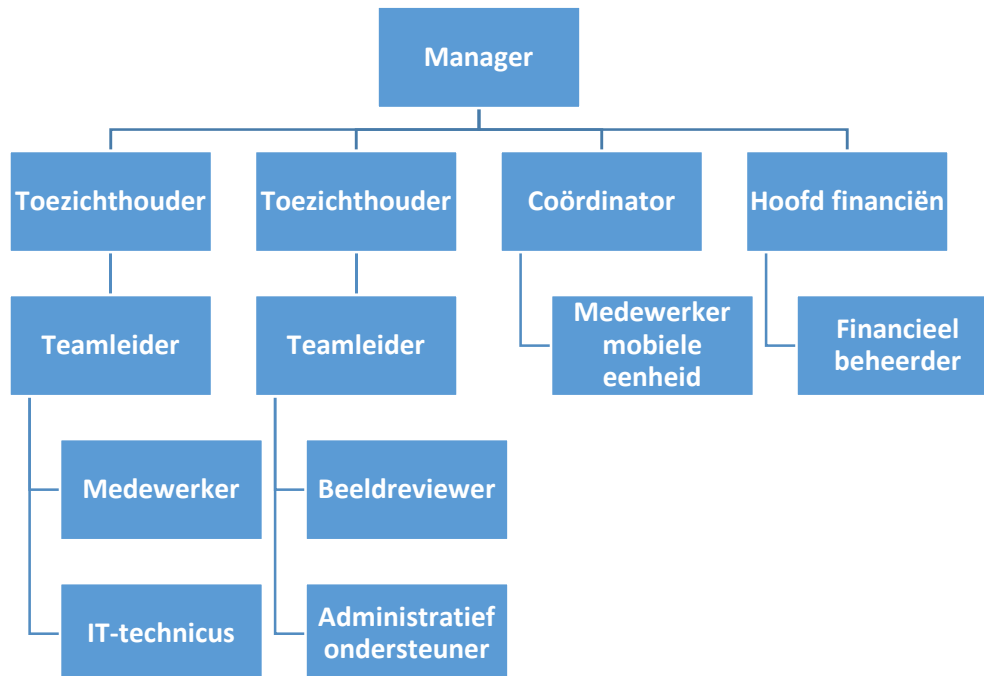 Manager
Toezichthouder
Toezichthouder
Coördinator
Hoofd financiën
Teamleider
Teamleider
Medewerker
mobiele
eenheid
Financieel
beheerder
Medewerker
Beeldreviewer
IT-technicus
Administratief
ondersteuner